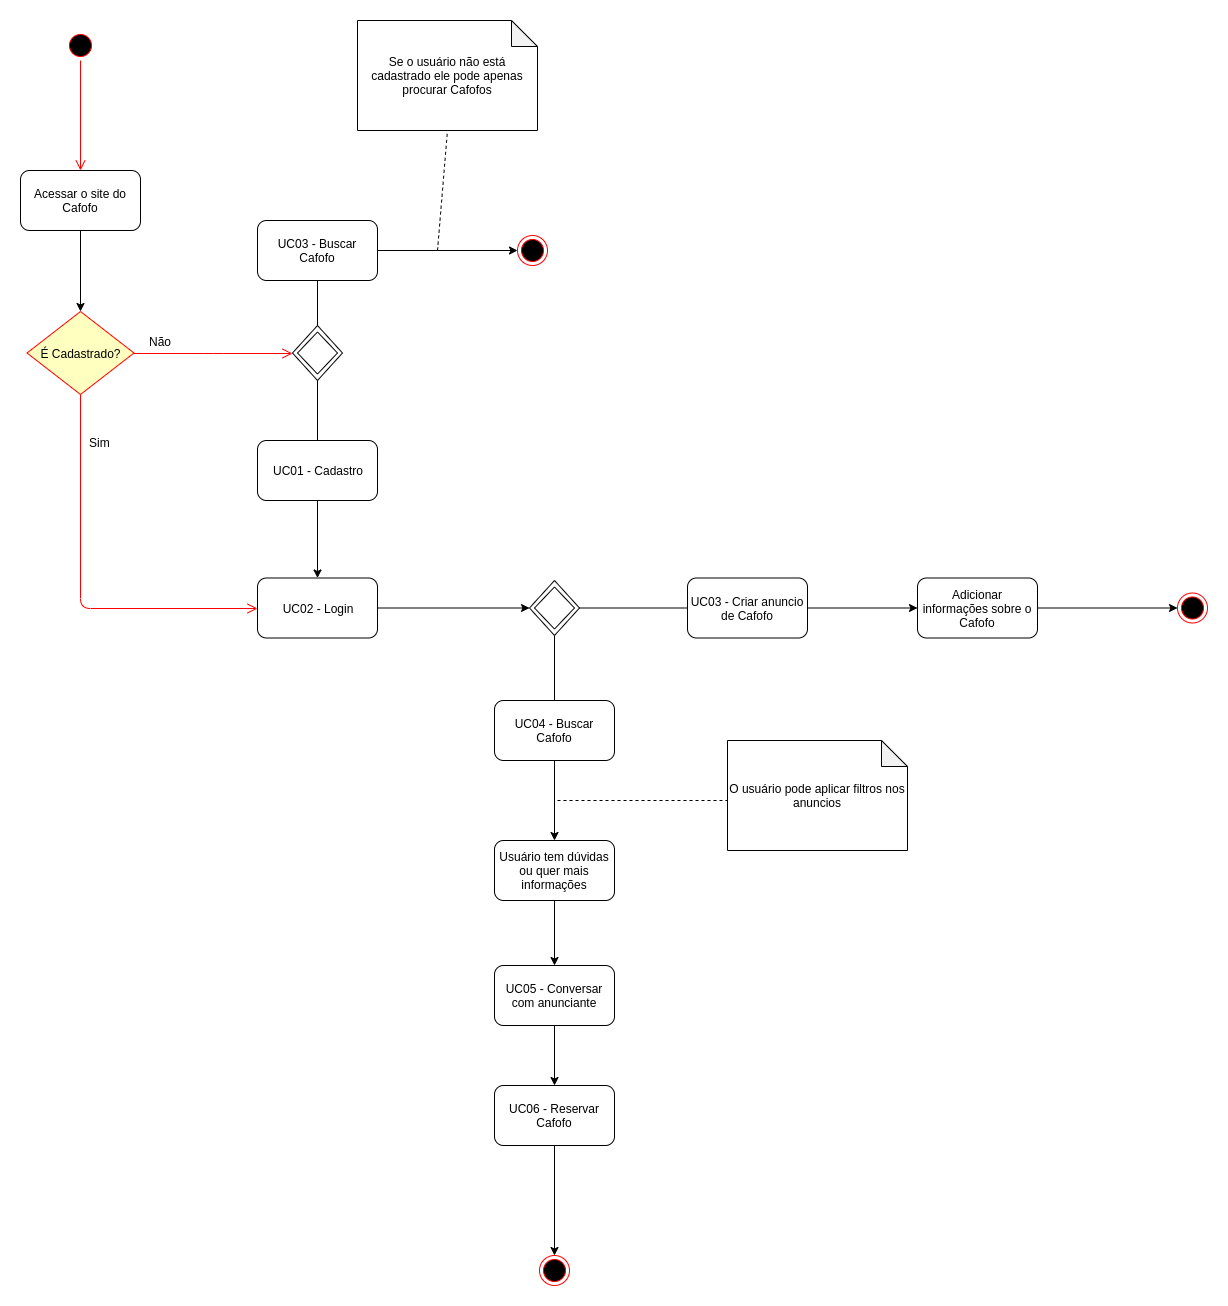 Se o usuário não está
cadastrado ele pode apenas
procurar Cafofos
Acessar o site do
Cafofo
UC03 - Buscar
Cafofo
É Cadastrado?
Não
Sim
UC01 - Cadastro
UC02 - Login
UC03 - Criar anuncio
de Cafofo
Adicionar
informações sobre o
Cafofo
UC04 - Buscar
Cafofo
O usuário pode aplicar filtros nos
anuncios
Usuário tem dúvidas
ou quer mais
informações
UC05 - Conversar
com anunciante
UC06 - Reservar
Cafofo